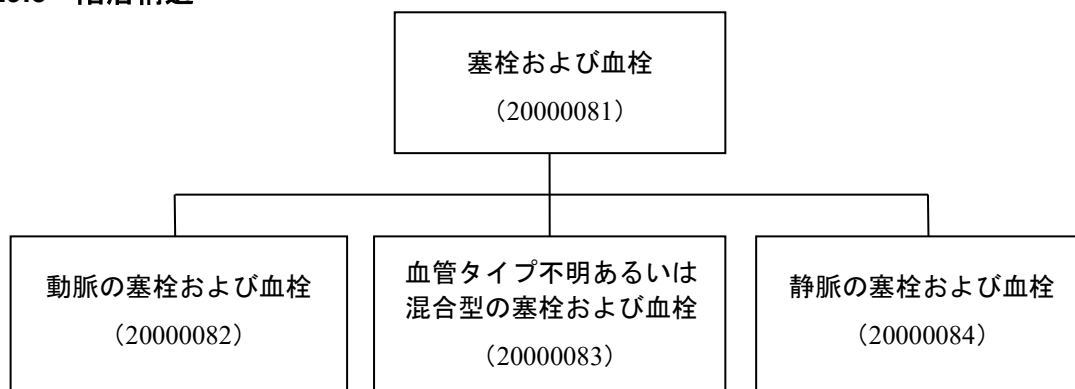 塞栓および血栓
（20000081）
動脈の塞栓および血栓
（20000082）
血管タイプ不明あるいは
混合型の塞栓および血栓
（20000083）
静脈の塞栓および血栓
（20000084）